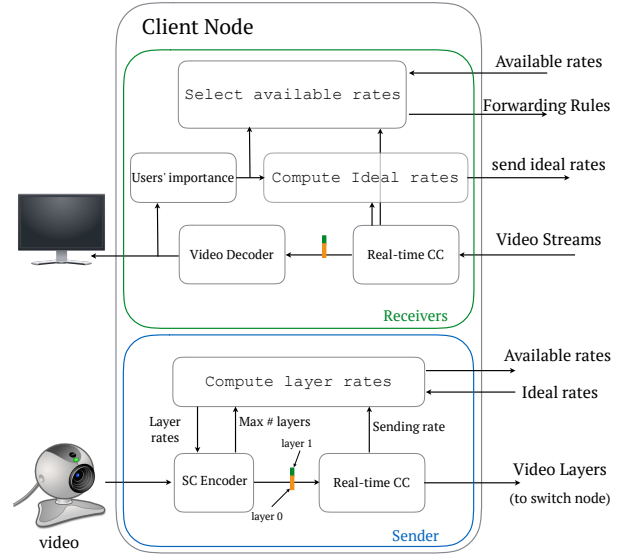 Client Node
Available rates
Select available rates
Forwarding Rules
Users' importance
Compute Ideal rates
send ideal rates
Video Decoder
Real-time CC
Video Streams
Receivers
Available rates
Compute layer rates
Ideal rates
Layer
rates
Max # layers
Sending rate
layer 1
SC Encoder
Real-time CC
Video Layers
(to switch node)
layer 0
video
Sender